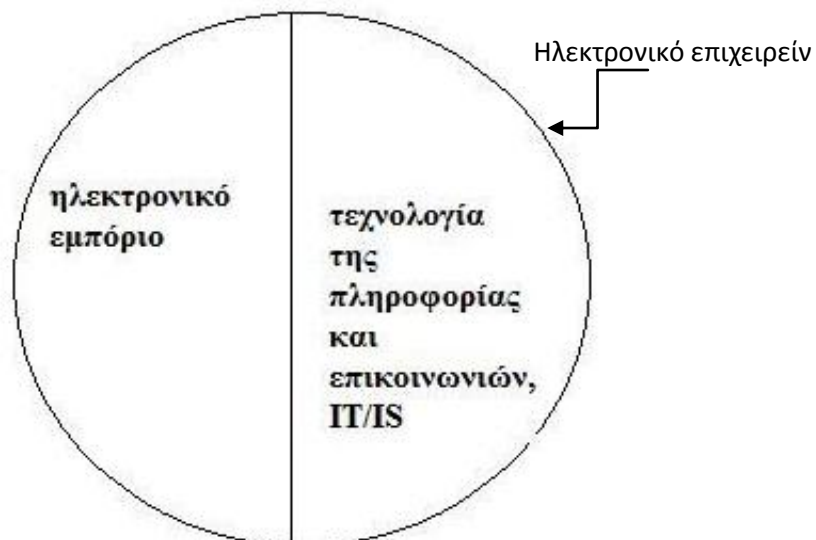 Ηλεκτρονικό επιχειρείν
ηλεκτρονικό
εμπόριο
τεχνολογία
της
πληροφορίας
και
επικοινωνιών,
IT/IS